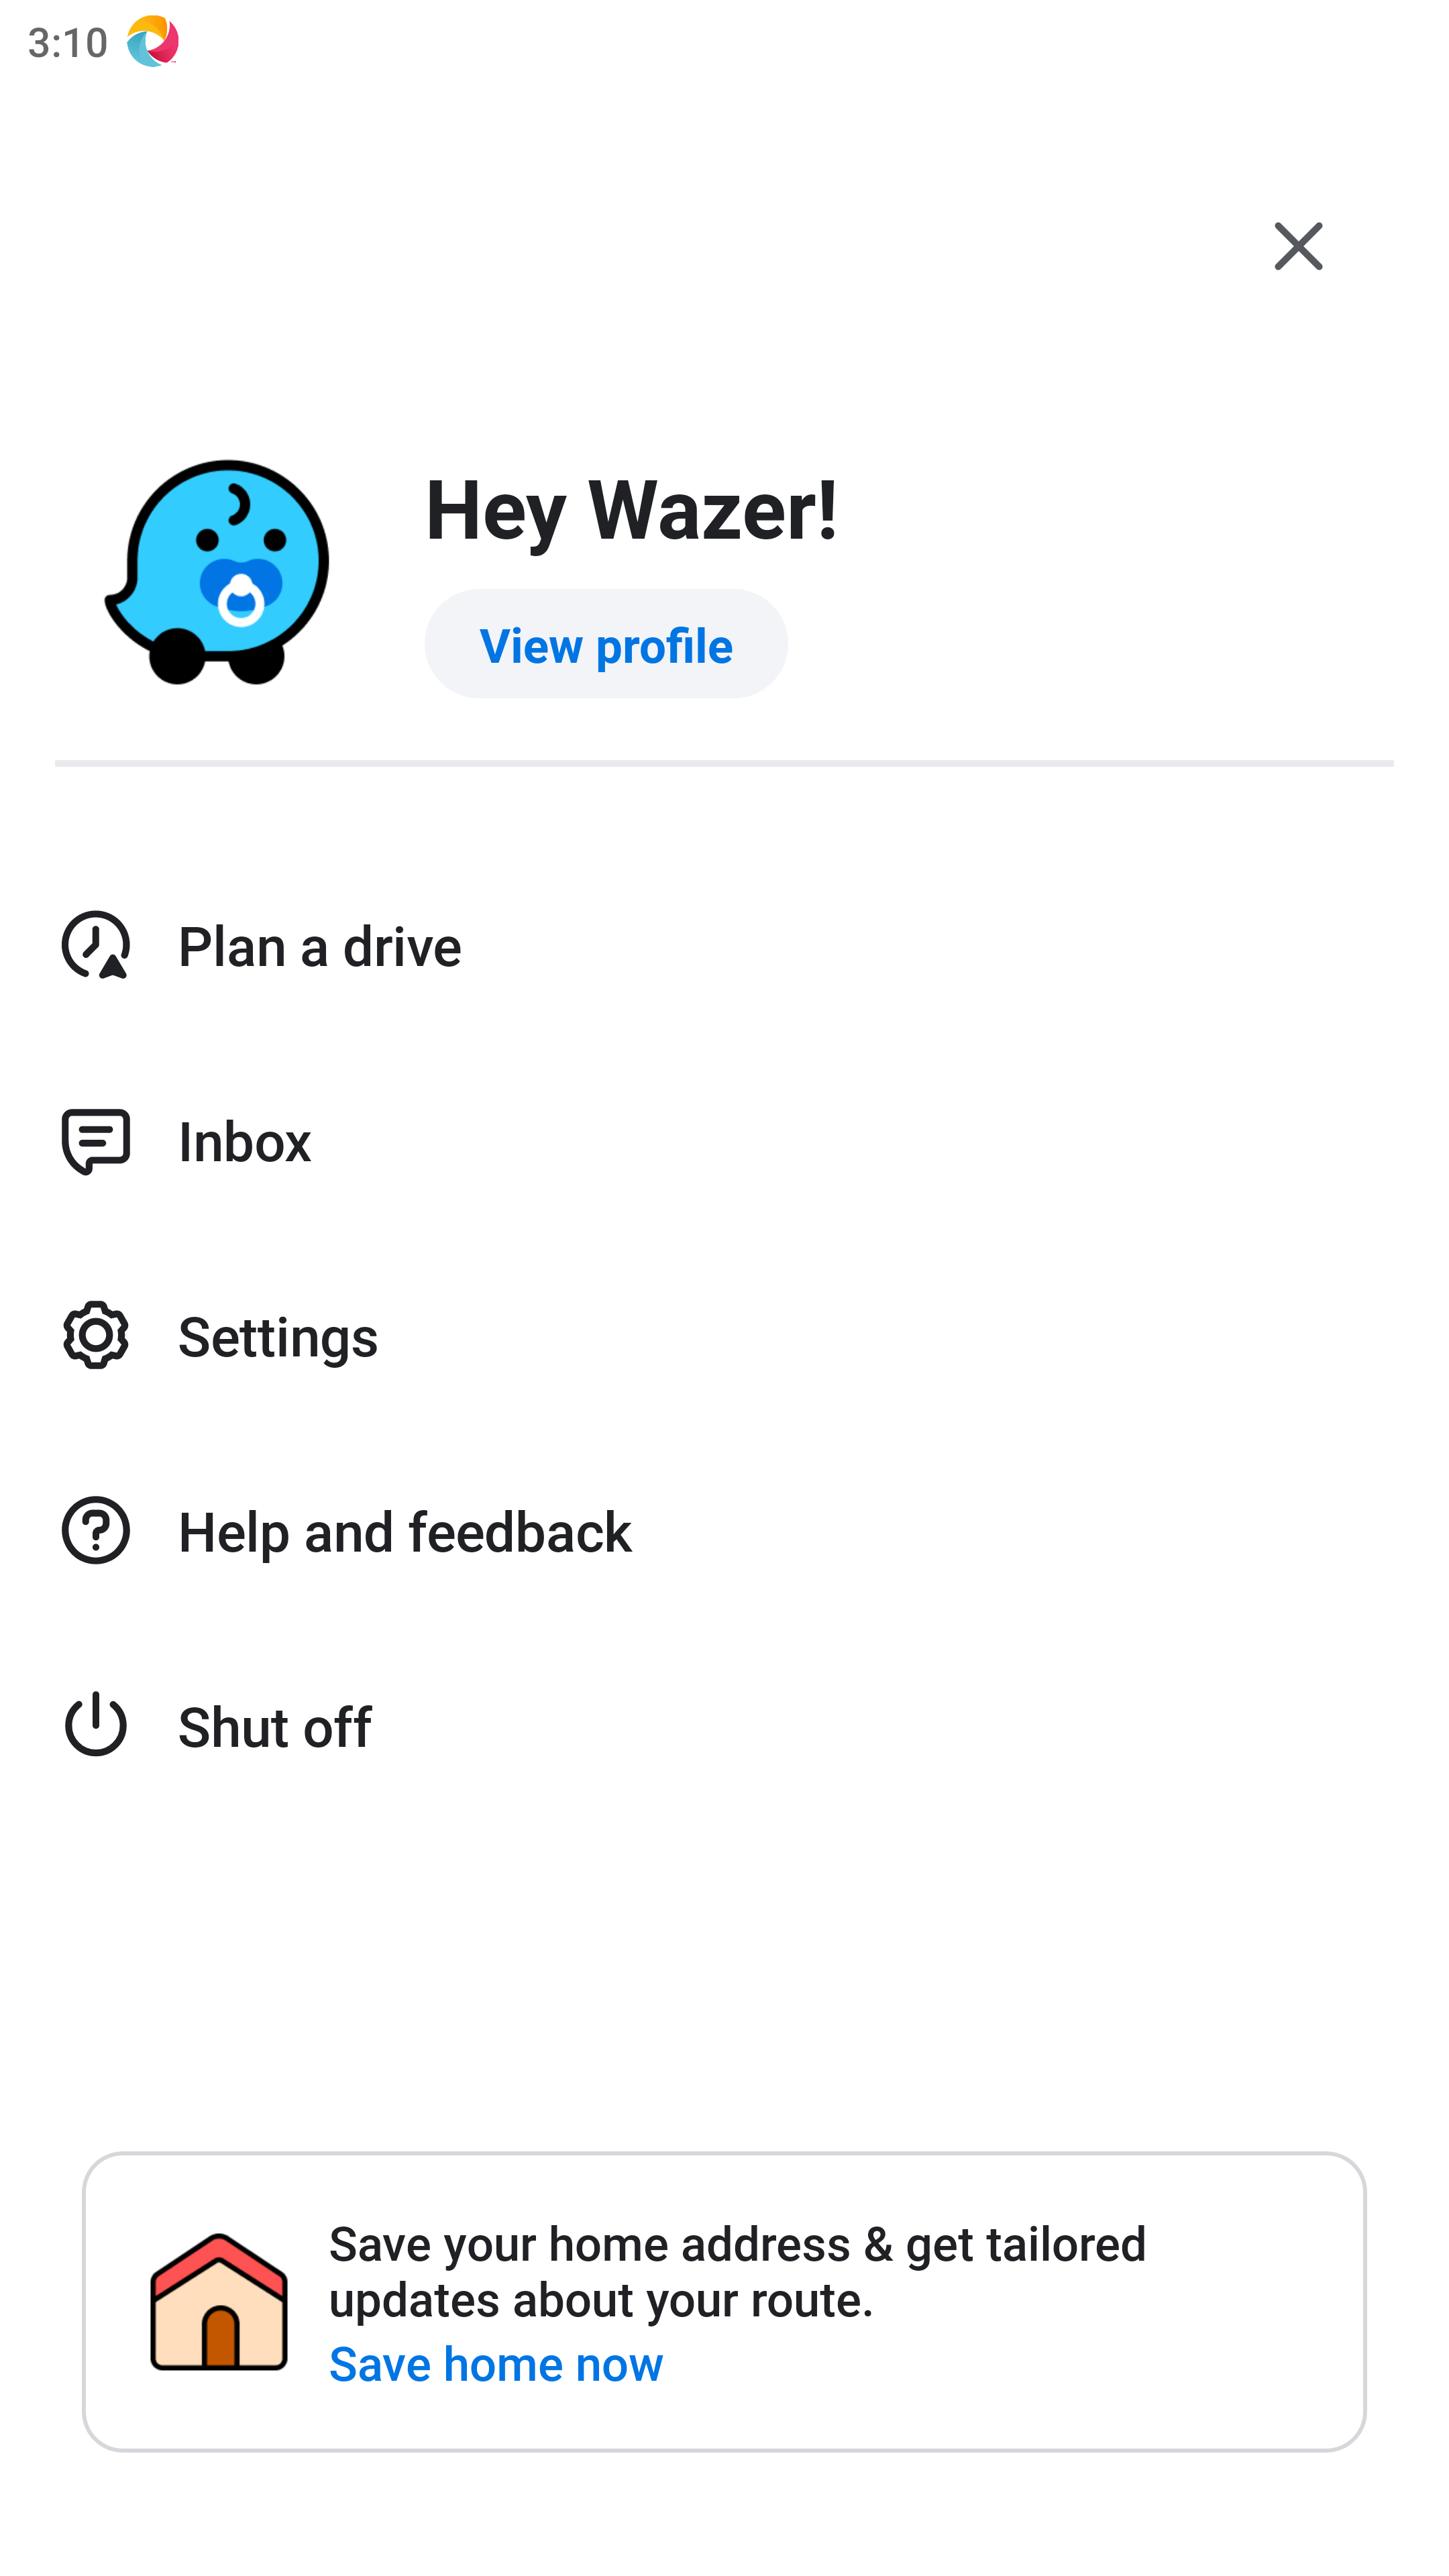 3:10
Hey Wazer!
View profile
Plan a drive
Inbox
Settings
Help and feedback
Shut off
Save your home address & get tailored
updates about your route.
Save home now